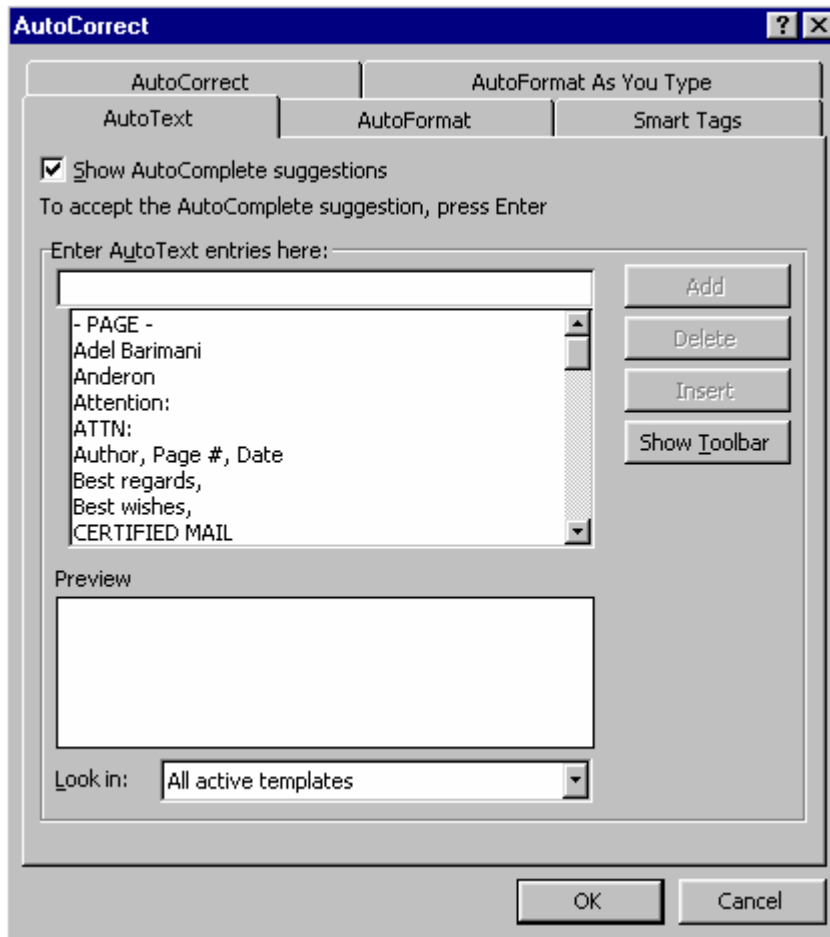 AutoCorrect
AutoCorrect AutoFormat As You Type
AutoText AutoFormat Smart Tags
Show AutoComplete suggestions
To accept the AutoComplete suggestion, press Enter
Enter AutoText entries here:
Add
- PAGE -
Adel Barimani
Delete
Anderon
Attention:
Insert
ATTN:
Author, Page #, Date
Show Toolbar
Best regards,
Best wishes,
CERTIFIED MAIL
Preview
Look in: All active templates
OK Cancel